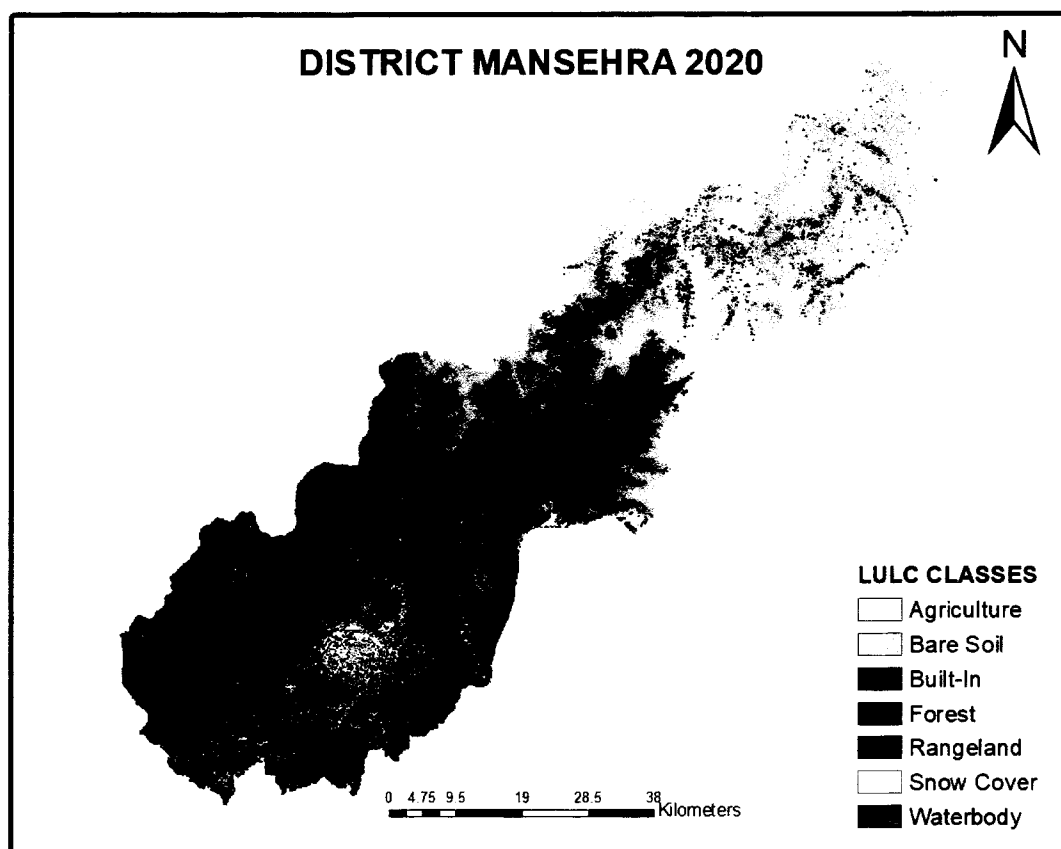 DISTRICT MANSEHRA 2020
N
LULC CLASSES
Agriculture
Bare Soil
Built-In
Forest
Rangeland
Snow Cover
Waterbody
0 4.75 9.5 19 28.5 38
Kilometers